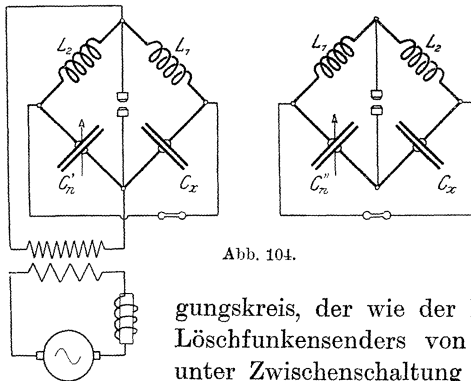 L₂ L₁ L₁ L₂
C'ₙ Cₓ C''ₙ Cₓ
Abb. 104.
gungskreis, der wie der
Löschfunkensenders von
unter Zwischenschaltung